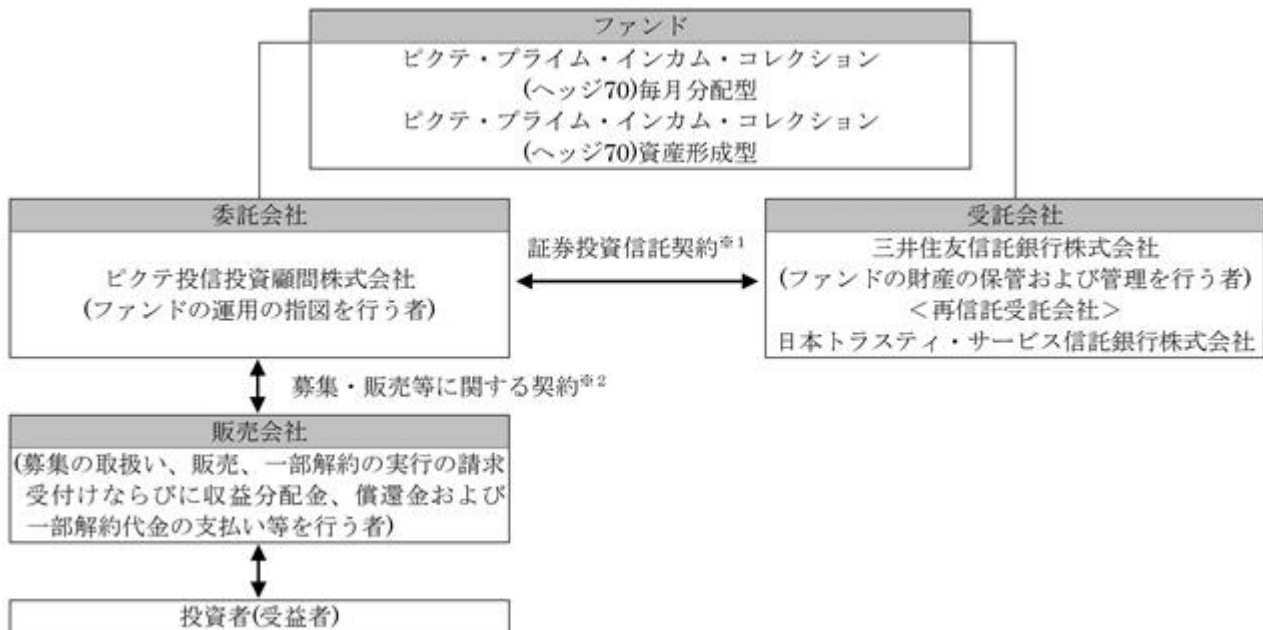 ファンド
ピクテ・プライム・インカム・コレクション
(ヘッジ70)毎月分配型
ピクテ・プライム・インカム・コレクション
(ヘッジ70)資産形成型
委託会社
ピクテ投信投資顧問株式会社
(ファンドの運用の指図を行う者)
証券投資信託契約※1
受託会社
三井住友信託銀行株式会社
(ファンドの財産の保管および管理を行う者)
＜再信託受託会社＞
日本トラスティ・サービス信託銀行株式会社
募集・販売等に関する契約※2
販売会社
(募集の取扱い、販売、一部解約の実行の請求
受付けならびに収益分配金、償還金および
一部解約代金の支払い等を行う者)
投資者(受益者)